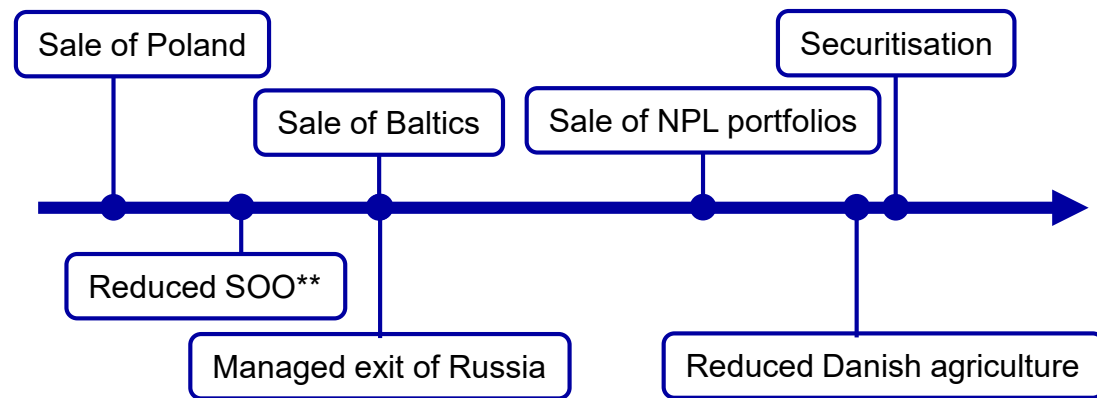 Sale of Poland
Securitisation
Sale of Baltics
Sale of NPL portfolios
Reduced SOO**
Managed exit of Russia
Reduced Danish agriculture